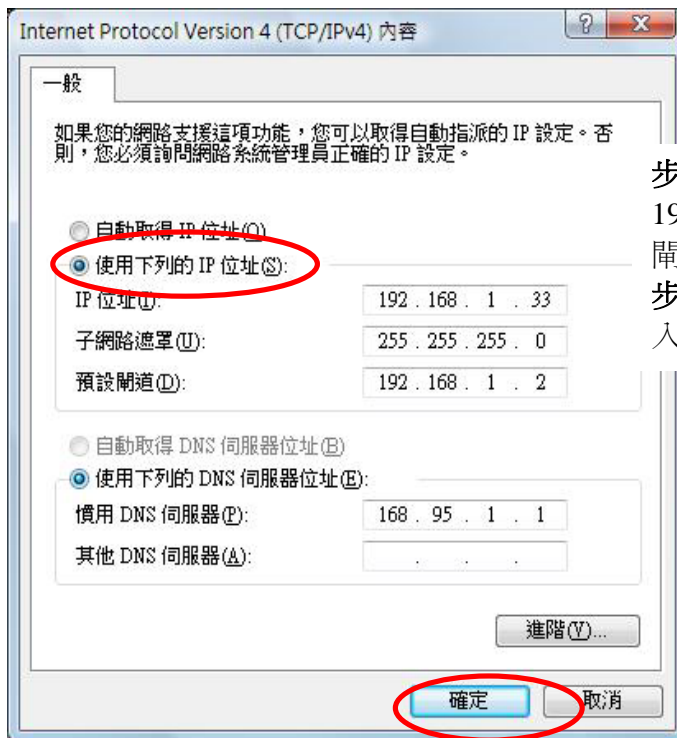 Internet Protocol Version 4 (TCP/IPv4) 內容
一般
如果您的網路支援這項功能，您可以取得自動指派的 IP 設定。否
則，您必須詢問網路系統管理員正確的 IP 設定。
自動取得 IP 位址(O)
使用下列的 IP 位址(S):
IP 位址(I): 192 . 168 . 1 . 33
子網路遮罩(U): 255 . 255 . 255 . 0
預設閘道(D): 192 . 168 . 1 . 2
自動取得 DNS 伺服器位址(B)
使用下列的 DNS 伺服器位址(E):
慣用 DNS 伺服器(P): 168 . 95 . 1 . 1
其他 DNS 伺服器(A): . . .
進階(V)...
確定
取消
步
19
閘
步
入